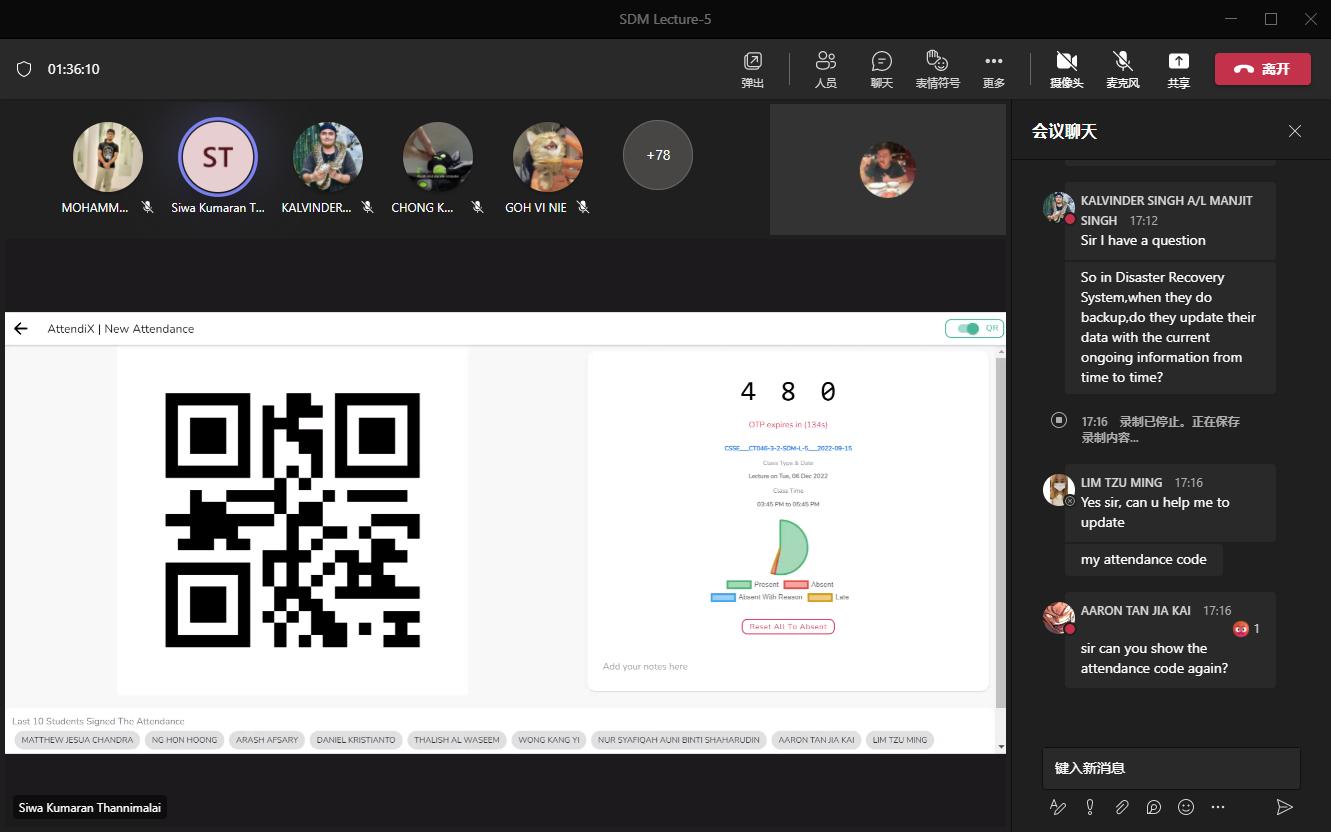 SDM Lecture-5
01:36:10
弹出
人员
聊天
表情符号
更多
摄像头
麦克风
共享
离开
ST
+78
MOHAMM...
Siwa Kumaran T...
KALVINDER...
CHONG K...
GOH VI NIE
AttendiX | New Attendance
QR
4 8 0
OTP expires in (134s)
CSSE___CT046-3-2-SDM-L-5___2022-09-15
Class Type & Date
Lecture on Tue, 06 Dec 2022
Class Time
03:45 PM to 05:45 PM
Present
Absent
Absent With Reason
Late
Reset All To Absent
Add your notes here
Last 10 Students Signed The Attendance
MATTHEW JESUA CHANDRA
NG HON HOONG
ARASH AFSARY
DANIEL KRISTIANTO
THALISH AL WASEEM
WONG KANG YI
NUR SYAFIQAH AUNI BINTI SHAHARUDIN
AARON TAN JIA KAI
LIM TZU MING
Siwa Kumaran Thannimalai
会议聊天
KALVINDER SINGH A/L MANJIT
SINGH 17:12
Sir I have a question
So in Disaster Recovery
System,when they do
backup,do they update their
data with the current
ongoing information from
time to time?
17:16 录制已停止。正在保存
录制内容...
LIM TZU MING 17:16
Yes sir, can u help me to
update
my attendance code
AARON TAN JIA KAI 17:16
1
sir can you show the
attendance code again?
键入新消息